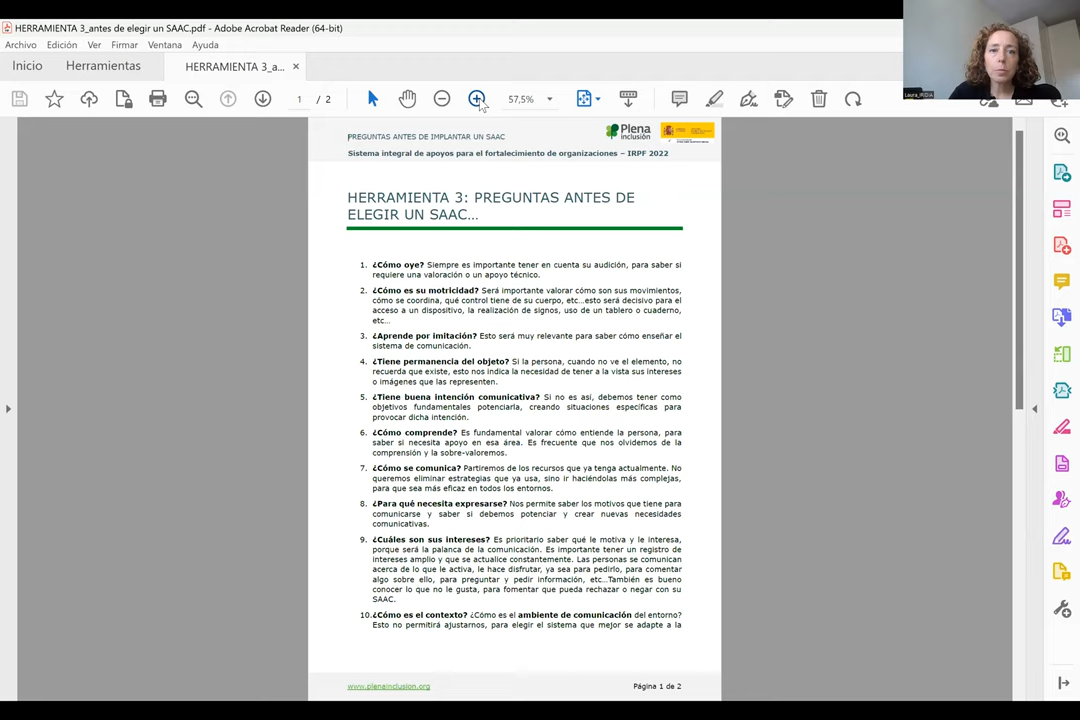 HERRAMIENTA 3_antes de elegir un SAAC.pdf - Adobe Acrobat Reader (64-bit)
Archivo Edición Ver Firmar Ventana Ayuda
Inicio Herramientas HERRAMIENTA 3_a... ×
1 / 2 57,5%
Laura_IRIDIA
PREGUNTAS ANTES DE IMPLANTAR UN SAAC
Plena inclusión
Sistema integral de apoyos para el fortalecimiento de organizaciones – IRPF 2022
HERRAMIENTA 3: PREGUNTAS ANTES DE
ELEGIR UN SAAC…
1. ¿Cómo oye? Siempre es importante tener en cuenta su audición, para saber si
requiere una valoración o un apoyo técnico.
2. ¿Cómo es su motricidad? Será importante valorar cómo son sus movimientos,
cómo se coordina, qué control tiene de su cuerpo, etc…esto será decisivo para el
acceso a un dispositivo, la realización de signos, uso de un tablero o cuaderno,
etc…
3. ¿Aprende por imitación? Esto será muy relevante para saber cómo enseñar el
sistema de comunicación.
4. ¿Tiene permanencia del objeto? Si la persona, cuando no ve el elemento, no
recuerda que existe, esto nos indica la necesidad de tener a la vista sus intereses
o imágenes que las representen.
5. ¿Tiene buena intención comunicativa? Si no es así, debemos tener como
objetivos fundamentales potenciarla, creando situaciones específicas para
provocar dicha intención.
6. ¿Cómo comprende? Es fundamental valorar cómo entiende la persona, para
saber si necesita apoyo en esa área. Es frecuente que nos olvidemos de la
comprensión y la sobre-valoremos.
7. ¿Cómo se comunica? Partiremos de los recursos que ya tenga actualmente. No
queremos eliminar estrategias que ya usa, sino ir haciéndolas más complejas,
para que sea más eficaz en todos los entornos.
8. ¿Para qué necesita expresarse? Nos permite saber los motivos que tiene para
comunicarse y saber si debemos potenciar y crear nuevas necesidades
comunicativas.
9. ¿Cuáles son sus intereses? Es prioritario saber qué le motiva y le interesa,
porque será la palanca de la comunicación. Es importante tener un registro de
intereses amplio y que se actualice constantemente. Las personas se comunican
acerca de lo que le activa, le hace disfrutar, ya sea para pedirlo, para comentar
algo sobre ello, para preguntar y pedir información, etc…También es bueno
conocer lo que no le gusta, para fomentar que pueda rechazar o negar con su
SAAC.
10. ¿Cómo es el contexto? ¿Cómo es el ambiente de comunicación del entorno?
Esto no permitirá ajustarnos, para elegir el sistema que mejor se adapte a la
www.plenainclusion.org Página 1 de 2